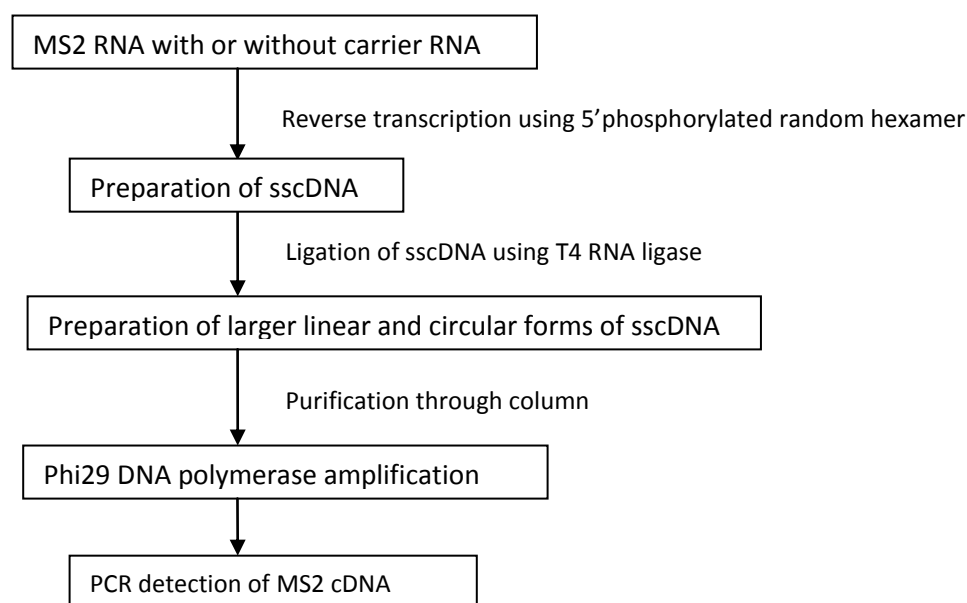 MS2 RNA with or without carrier RNA
Reverse transcription using 5’phosphorylated random hexamer
Preparation of sscDNA
Ligation of sscDNA using T4 RNA ligase
Preparation of larger linear and circular forms of sscDNA
Purification through column
Phi29 DNA polymerase amplification
PCR detection of MS2 cDNA